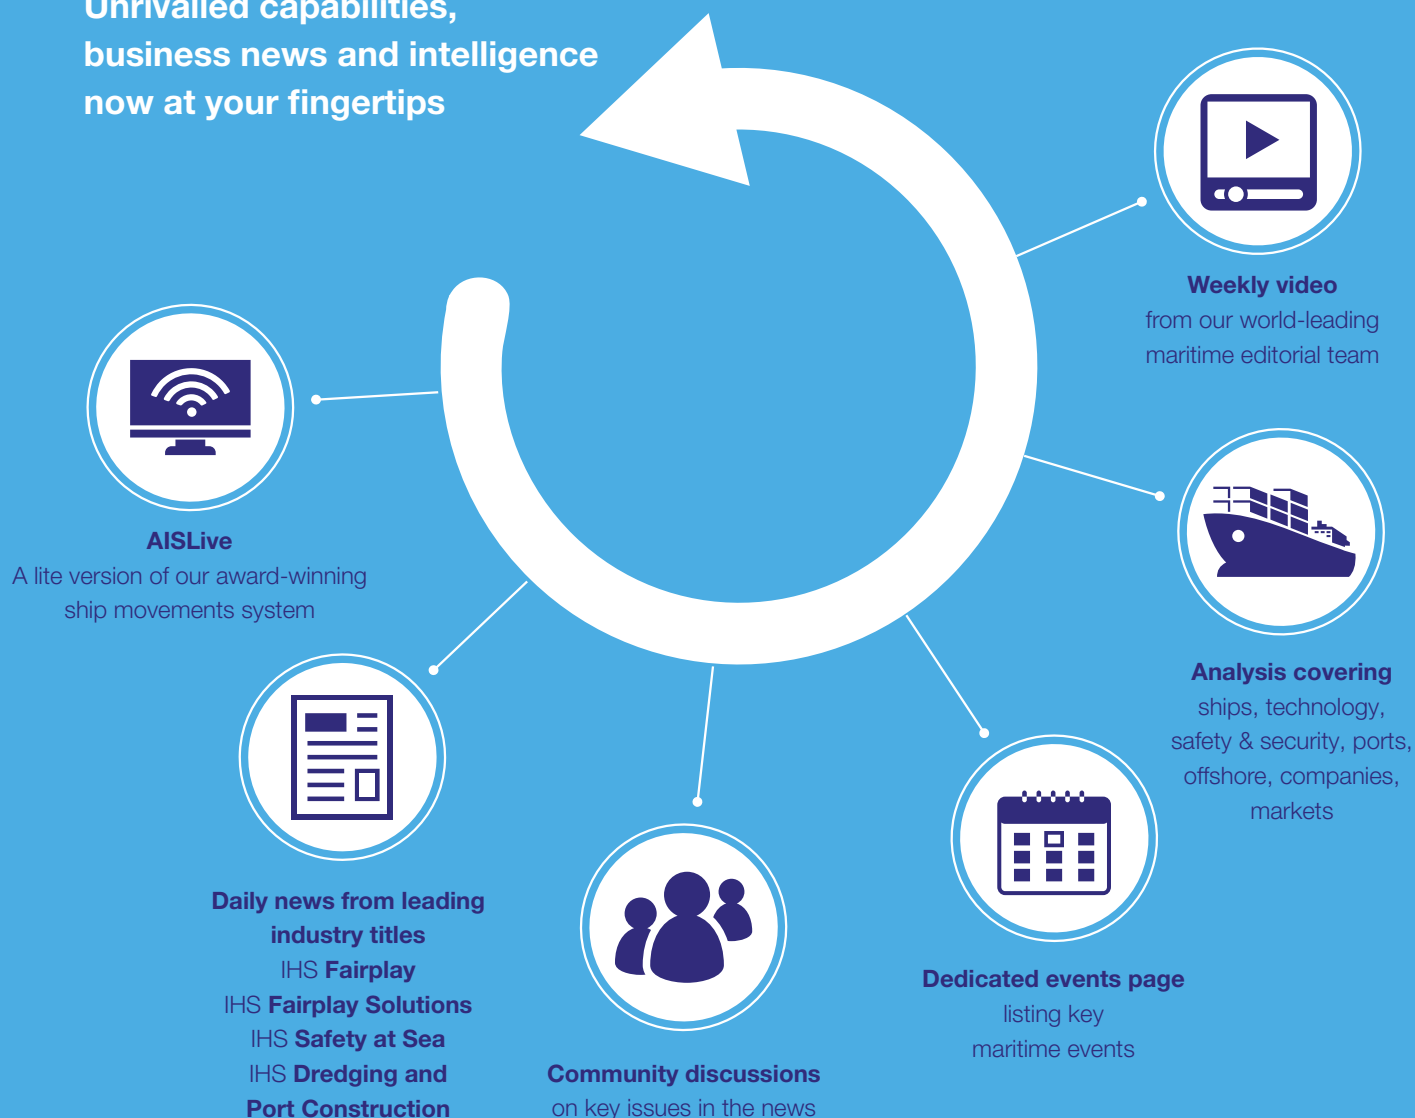 Unrivalled capabilities,
business news and intelligence
now at your fingertips
Weekly video
from our world-leading
maritime editorial team
AISLive
A lite version of our award-winning
ship movements system
Analysis covering
ships, technology,
safety & security, ports,
offshore, companies,
markets
Daily news from leading
industry titles
IHS Fairplay
IHS Fairplay Solutions
IHS Safety at Sea
IHS Dredging and
Port Construction
Community discussions
on key issues in the news
Dedicated events page
listing key
maritime events